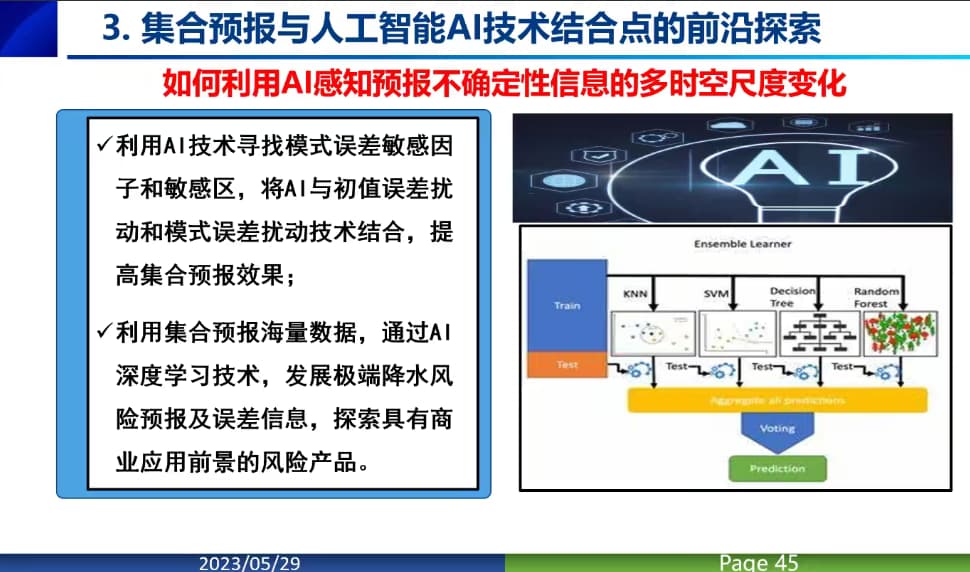 3. 集合预报与人工智能AI技术结合点的前沿探索
如何利用AI感知预报不确定性信息的多时空尺度变化
✓利用AI技术寻找模式误差敏感因
子和敏感区，将AI与初值误差扰
动和模式误差扰动技术结合，提
高集合预报效果；
✓利用集合预报海量数据，通过AI
深度学习技术，发展极端降水风
险预报及误差信息，探索具有商
业应用前景的风险产品。
AI
Ensemble Learner
Train
KNN
SVM
Decision
Tree
Random
Forest
Test
Test
Test
Test
Aggregate all predictions
Voting
Prediction
2023/05/29
Page 45